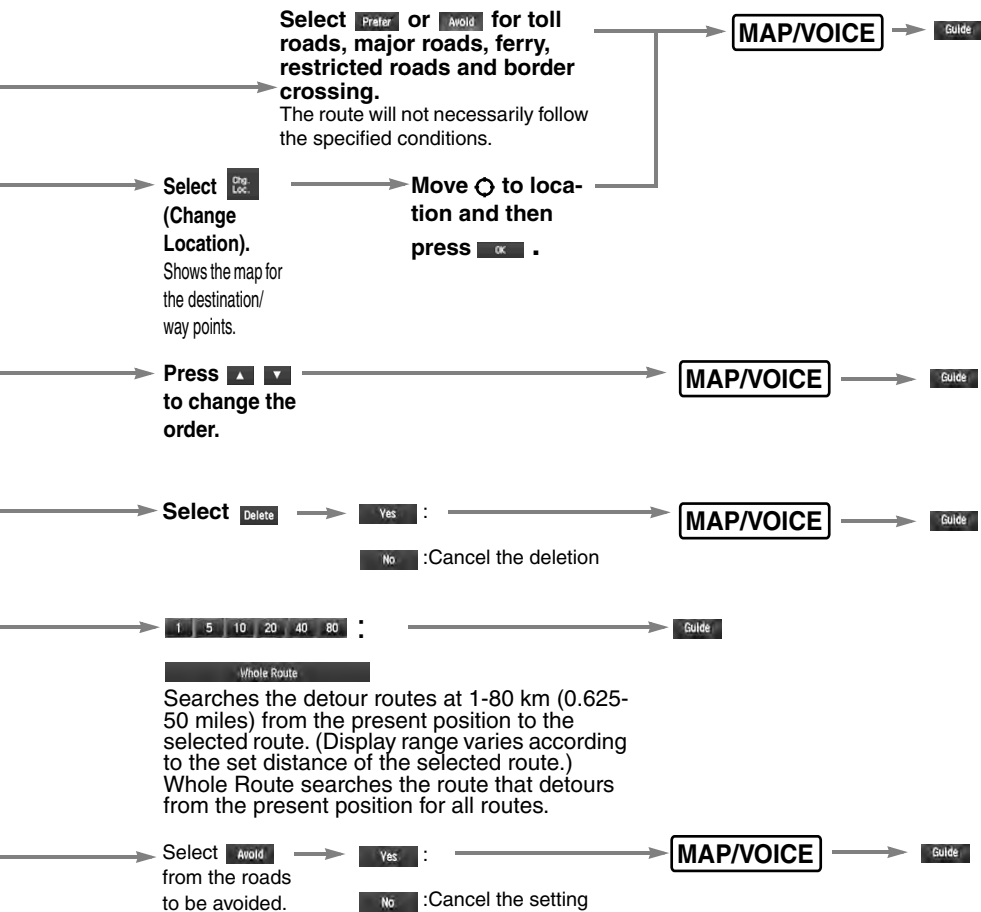 Select Prefer or Avoid for toll
roads, major roads, ferry,
restricted roads and border
crossing.
The route will not necessarily follow
the specified conditions.
MAP/VOICE
Guide
Select Chg. Loc.
(Change
Location).
Shows the map for
the destination/
way points.
Move to loca-
tion and then
press OK .
Press ▲ ▼
to change the
order.
MAP/VOICE
Guide
Select Delete
Yes :
No :Cancel the deletion
MAP/VOICE
Guide
1 5 10 20 40 80 :
Guide
Whole Route
Searches the detour routes at 1-80 km (0.625-
50 miles) from the present position to the
selected route. (Display range varies according
to the set distance of the selected route.)
Whole Route searches the route that detours
from the present position for all routes.
Select Avoid
from the roads
to be avoided.
Yes :
No :Cancel the setting
MAP/VOICE
Guide